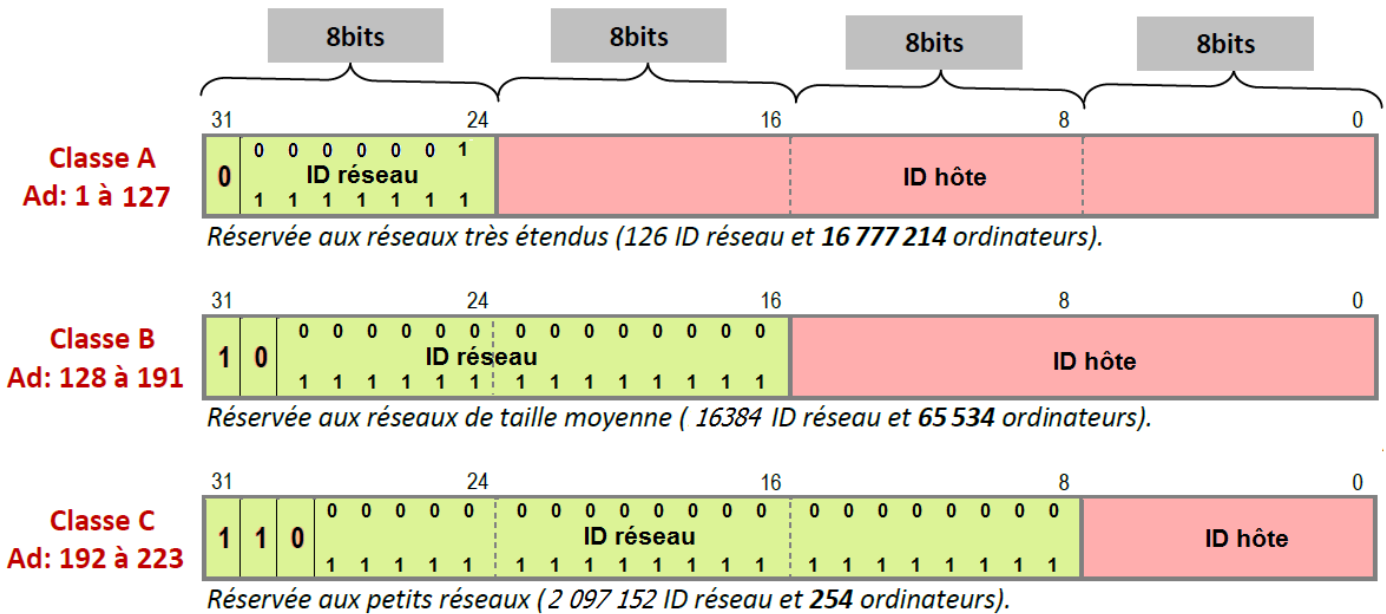 8bits 8bits 8bits 8bits
31 24 16 8 0
0 0 0 0 0 0 1
Classe A
Ad: 1 à 127
0 ID réseau ID hôte
1 1 1 1 1 1 1
Réservée aux réseaux très étendus (126 ID réseau et 16 777 214 ordinateurs).
31 24 16 8 0
0 0 0 0 0 0 0 0 0 0 0 0 0 0
Classe B
Ad: 128 à 191
1 0 ID réseau ID hôte
1 1 1 1 1 1 1 1 1 1 1 1 1 1
Réservée aux réseaux de taille moyenne ( 16384 ID réseau et 65 534 ordinateurs).
31 24 16 8 0
0 0 0 0 0 0 0 0 0 0 0 0 0 0 0 0 0 0 0 0 0
Classe C
Ad: 192 à 223
1 1 0 ID réseau ID hôte
1 1 1 1 1 1 1 1 1 1 1 1 1 1 1 1 1 1 1 1 1
Réservée aux petits réseaux (2 097 152 ID réseau et 254 ordinateurs).